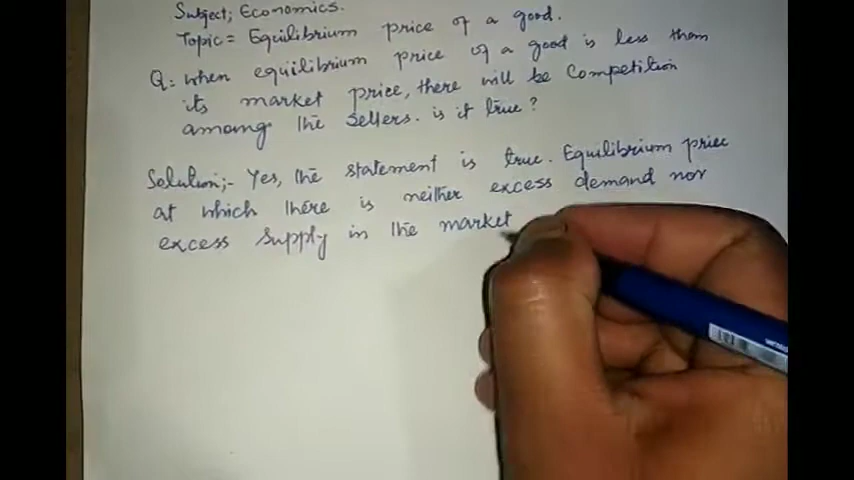 Subject; Economics.
Topic = Equilibrium price of a good.
Q: when equilibrium price of a good is less them
its market price, there will be Competition
among the sellers. is it true?
Solution;- Yes, the statement is true. Equilibrium price
at which there is neither excess demand nor
excess supply in the market